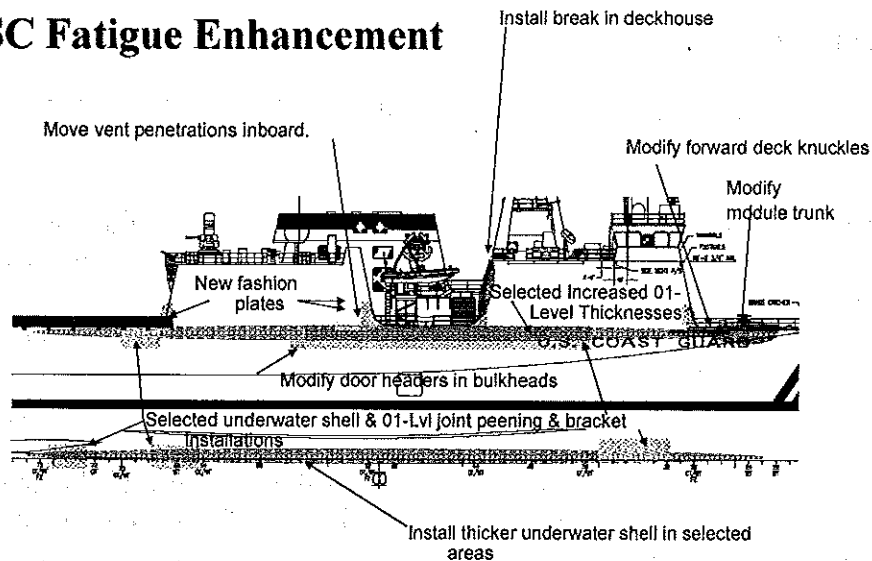 SC Fatigue Enhancement
Install break in deckhouse
Move vent penetrations inboard.
Modify forward deck knuckles
Modify
module trunk
New fashion
plates
Selected Increased 01-
Level Thicknesses
U.S. COAST GUARD
Modify door headers in bulkheads
Selected underwater shell & 01-Lvl joint peening & bracket
Installations
Install thicker underwater shell in selected
areas